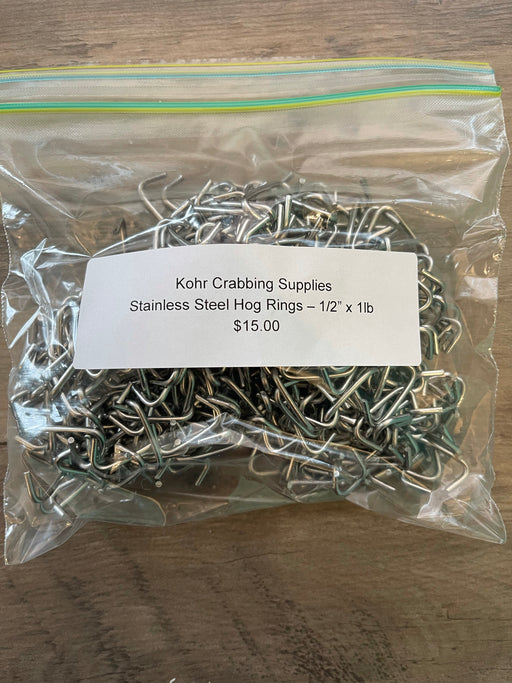 Kohr Crabbing Supplies
Stainless Steel Hog Rings – 1/2” x 1lb
$15.00